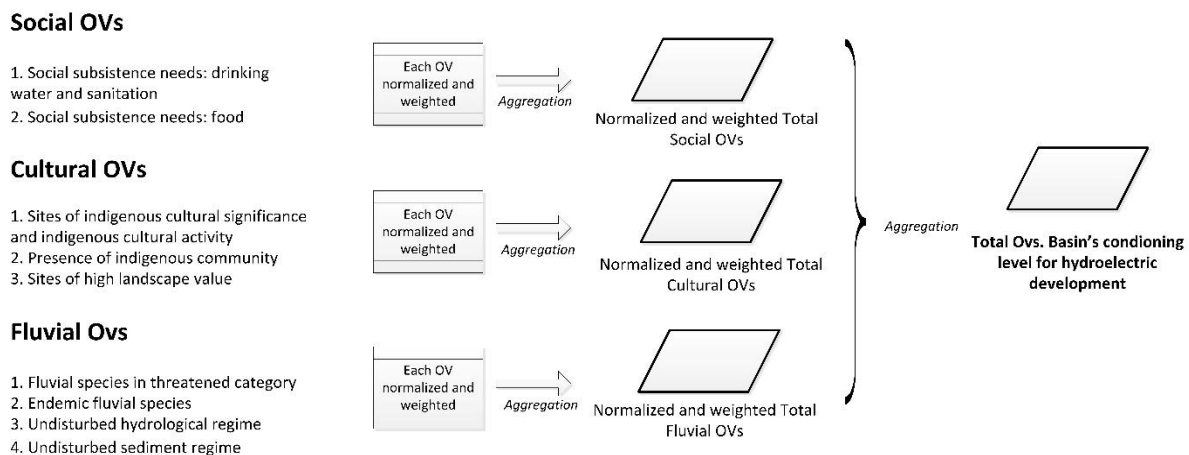 Social OVs
1. Social subsistence needs: drinking
water and sanitation
2. Social subsistence needs: food
Each OV
normalized and
weighted
Aggregation
Normalized and weighted Total
Social OVs
Cultural OVs
1. Sites of indigenous cultural significance
and indigenous cultural activity
2. Presence of indigenous community
3. Sites of high landscape value
Each OV
normalized and
weighted
Aggregation
Normalized and weighted Total
Cultural OVs
Fluvial Ovs
1. Fluvial species in threatened category
2. Endemic fluvial species
3. Undisturbed hydrological regime
4. Undisturbed sediment regime
Each OV
normalized and
weighted
Aggregation
Normalized and weighted Total
Fluvial OVs
Aggregation
Total Ovs. Basin's condioning
level for hydroelectric
development